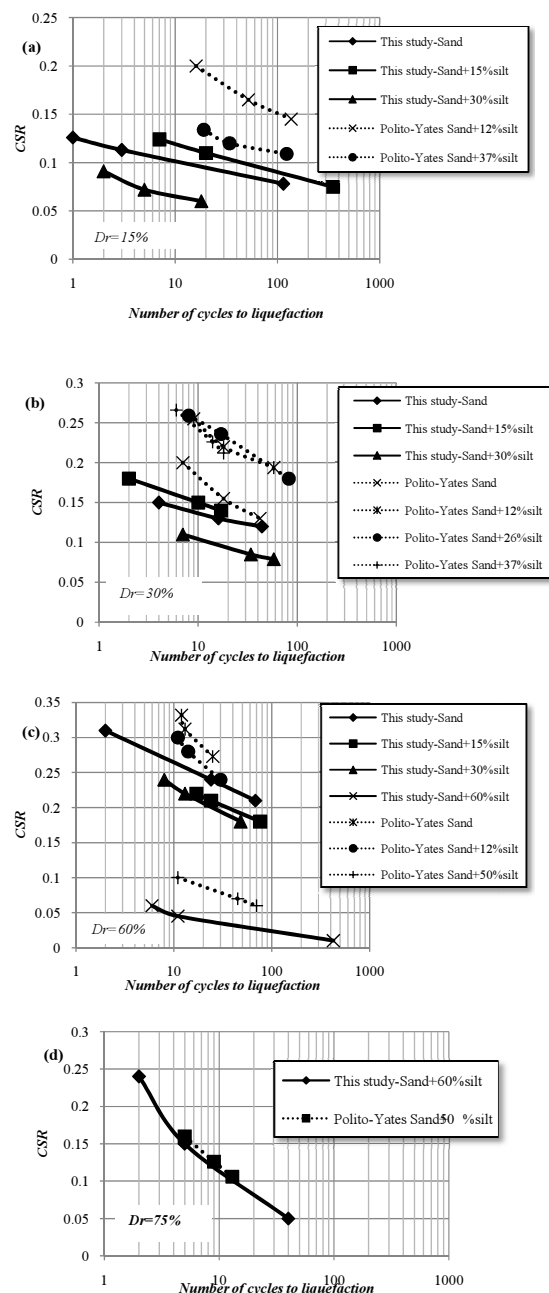 (a)
0.25
0.2
0.15
0.1
0.05
0
CSR
This study-Sand
This study-Sand+15%silt
This study-Sand+30%silt
Polito-Yates Sand+12%silt
Polito-Yates Sand+37%silt
Dr=15%
1 10 100 1000
Number of cycles to liquefaction
(b)
0.3
0.25
0.2
0.15
0.1
0.05
0
CSR
This study-Sand
This study-Sand+15%silt
This study-Sand+30%silt
Polito-Yates Sand
Polito-Yates Sand+12%silt
Polito-Yates Sand+26%silt
Polito-Yates Sand+37%silt
Dr=30%
1 10 100 1000
Number of cycles to liquefaction
(c)
0.35
0.3
0.25
0.2
0.15
0.1
0.05
0
CSR
This study-Sand
This study-Sand+15%silt
This study-Sand+30%silt
This study-Sand+60%silt
Polito-Yates Sand
Polito-Yates Sand+12%silt
Polito-Yates Sand+50%silt
Dr=60%
1 10 100 1000
Number of cycles to liquefaction
(d)
0.3
0.25
0.2
0.15
0.1
0.05
0
CSR
This study-Sand+60%silt
Polito-Yates Sand50 %silt
Dr=75%
1 10 100 1000
Number of cycles to liquefaction